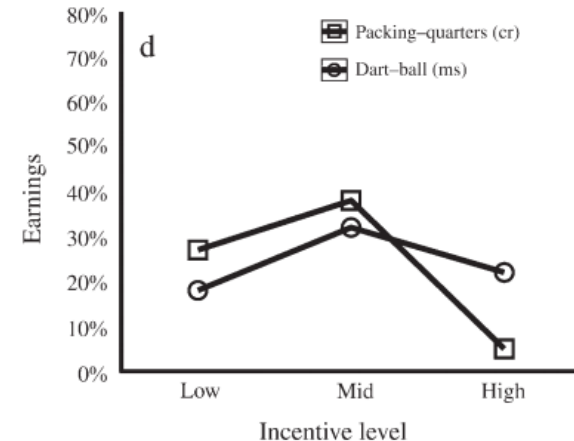 80%
d
Packing–quarters (cr)
70%
Dart–ball (ms)
60%
50%
40%
30%
20%
10%
0%
Earnings
Low Mid High
Incentive level